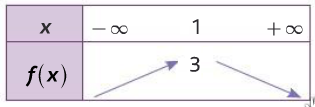 x −∞ 1 +∞
f(x) 3